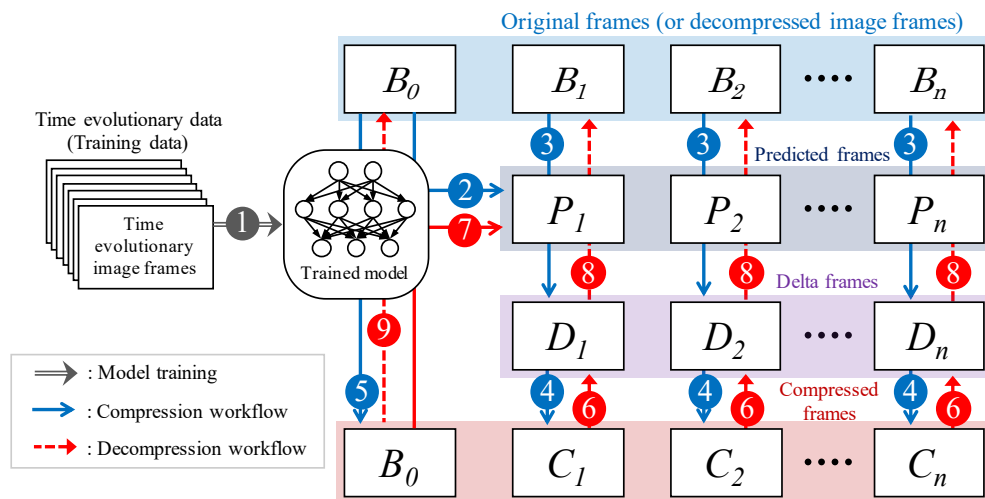 Original frames (or decompressed image frames)
B0 B1 B2 •••• Bn
Time evolutionary data
(Training data)
3 3 3
Predicted frames
Time
evolutionary
image frames
1
Trained model
2
7
P1 P2 •••• Pn
8 8 8
Delta frames
9
D1 D2 •••• Dn
: Model training
: Compression workflow
: Decompression workflow
5
4 6 4 6 4 6
Compressed
frames
B0 C1 C2 •••• Cn